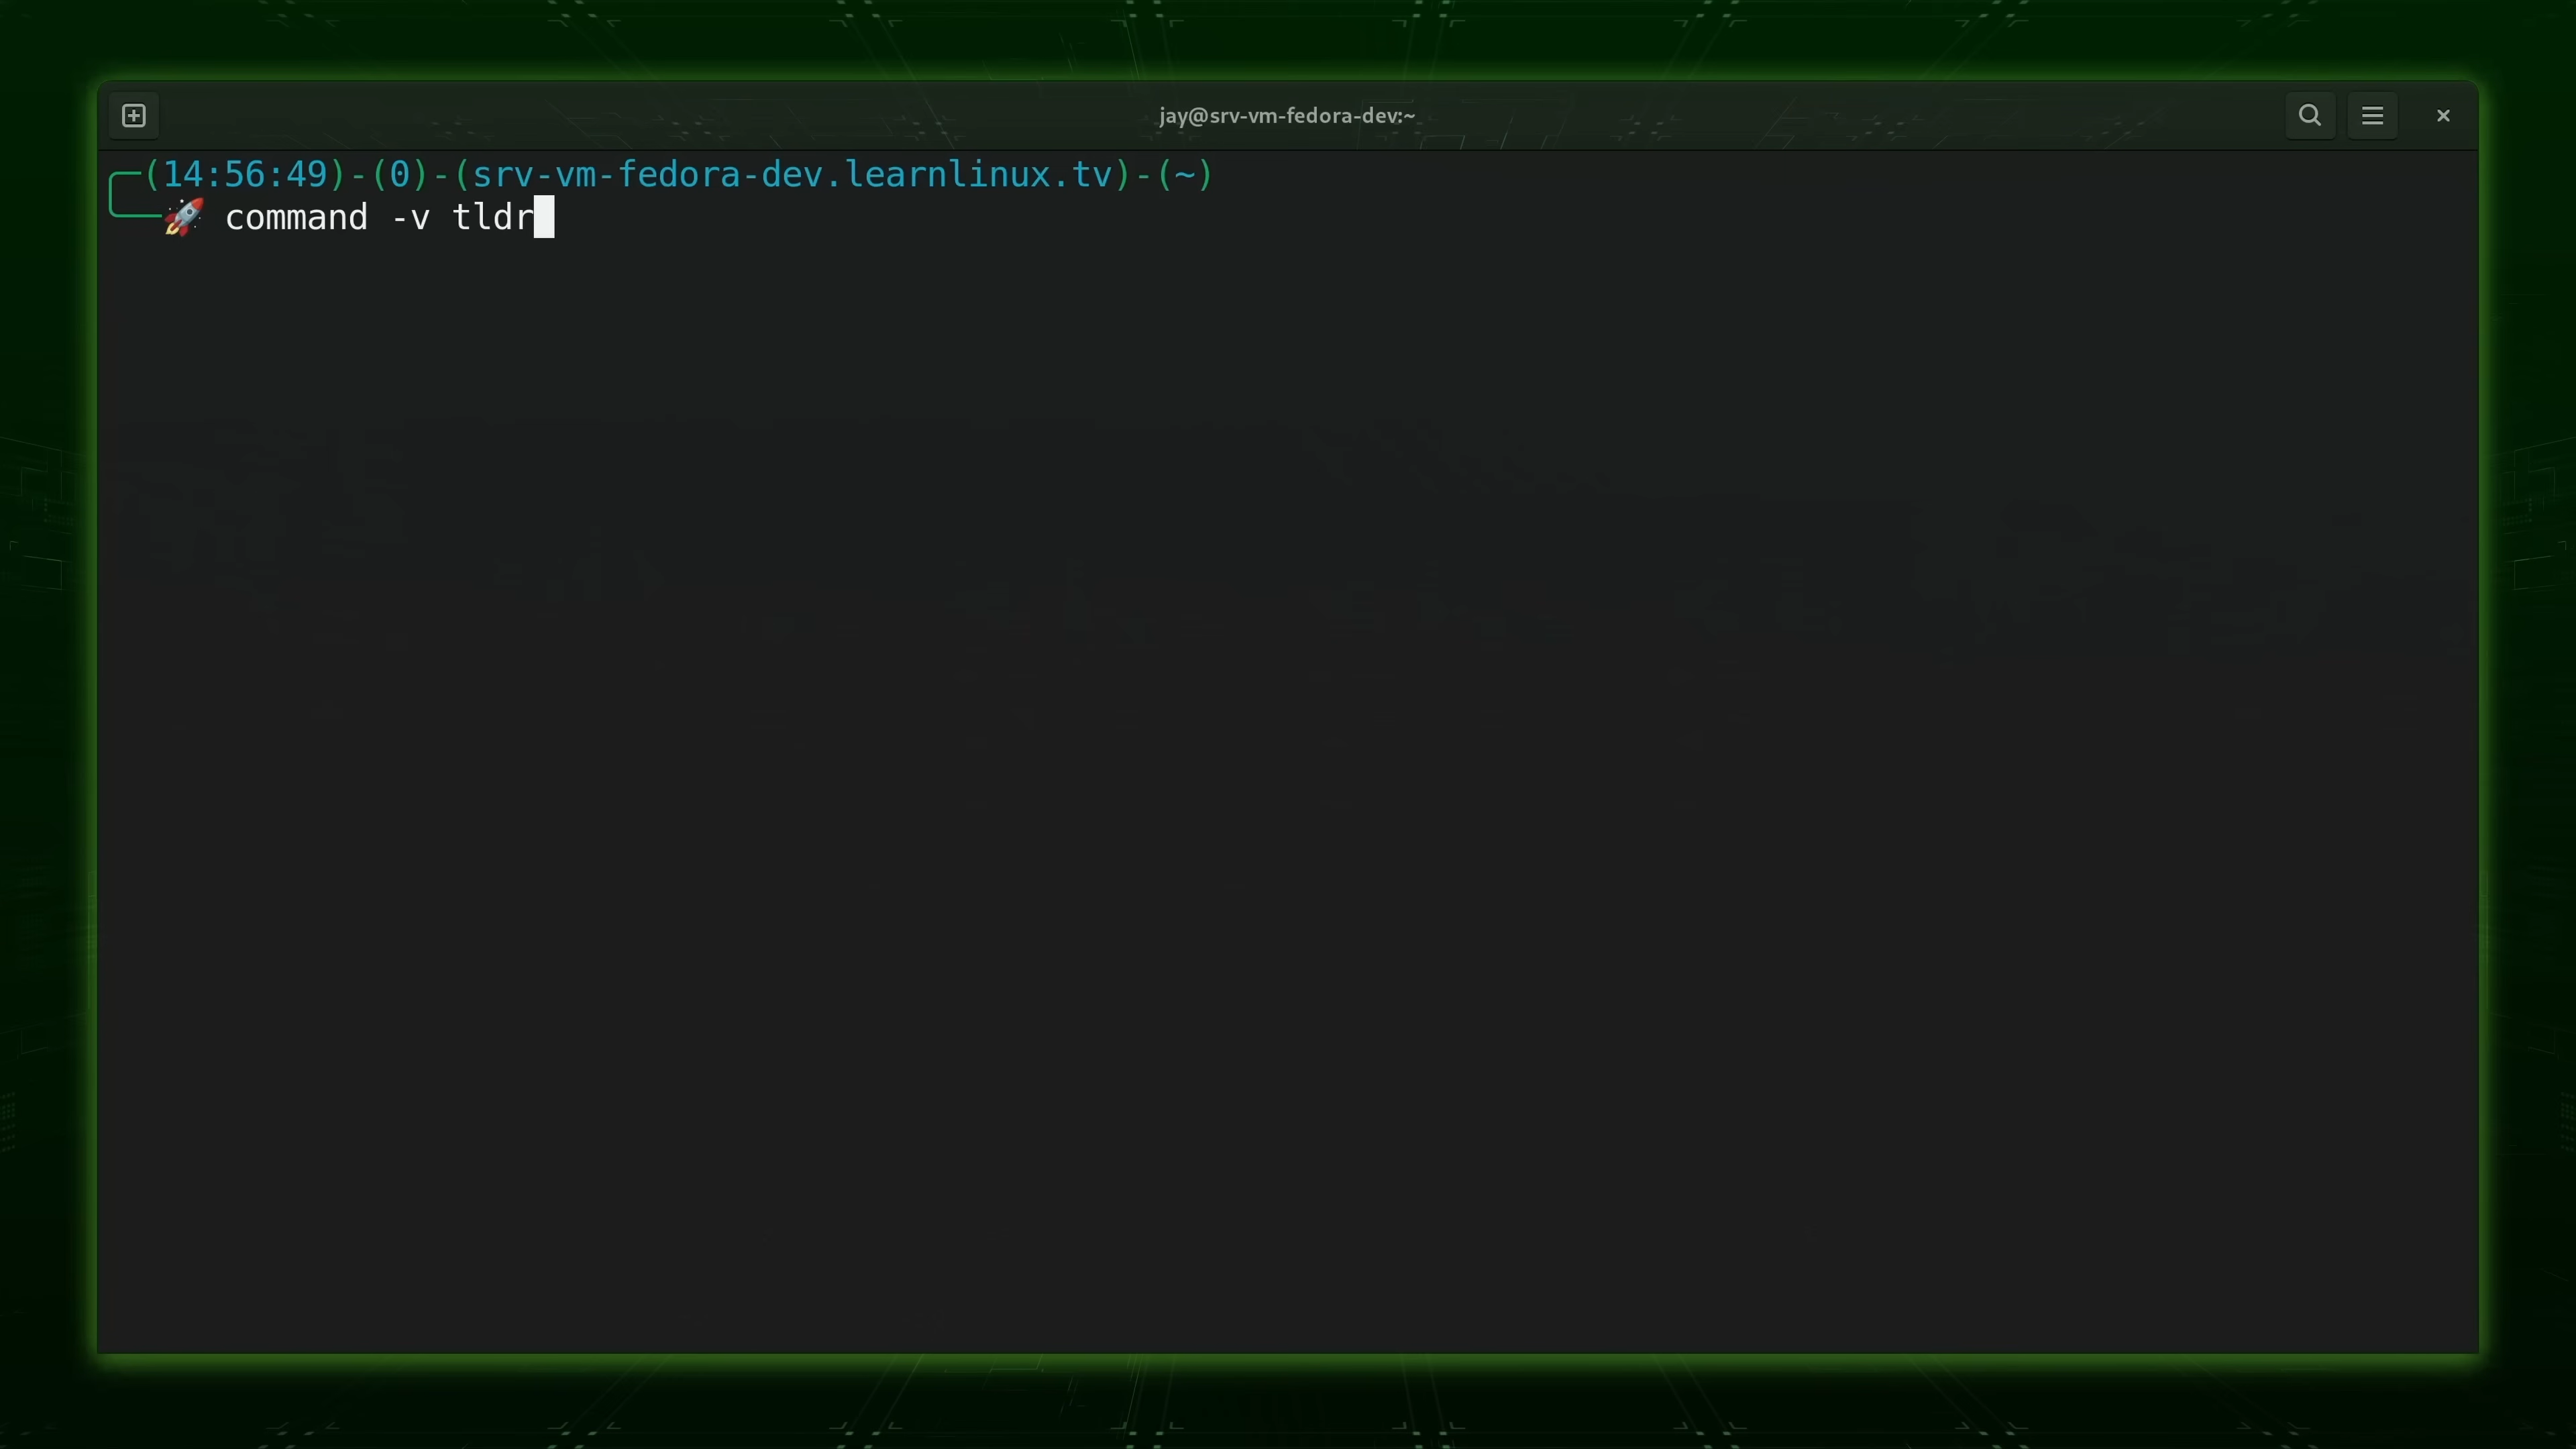 jay@srv-vm-fedora-dev:~
(14:56:49)-(0)-(srv-vm-fedora-dev.learnlinux.tv)-(~)
🚀 command -v tldr